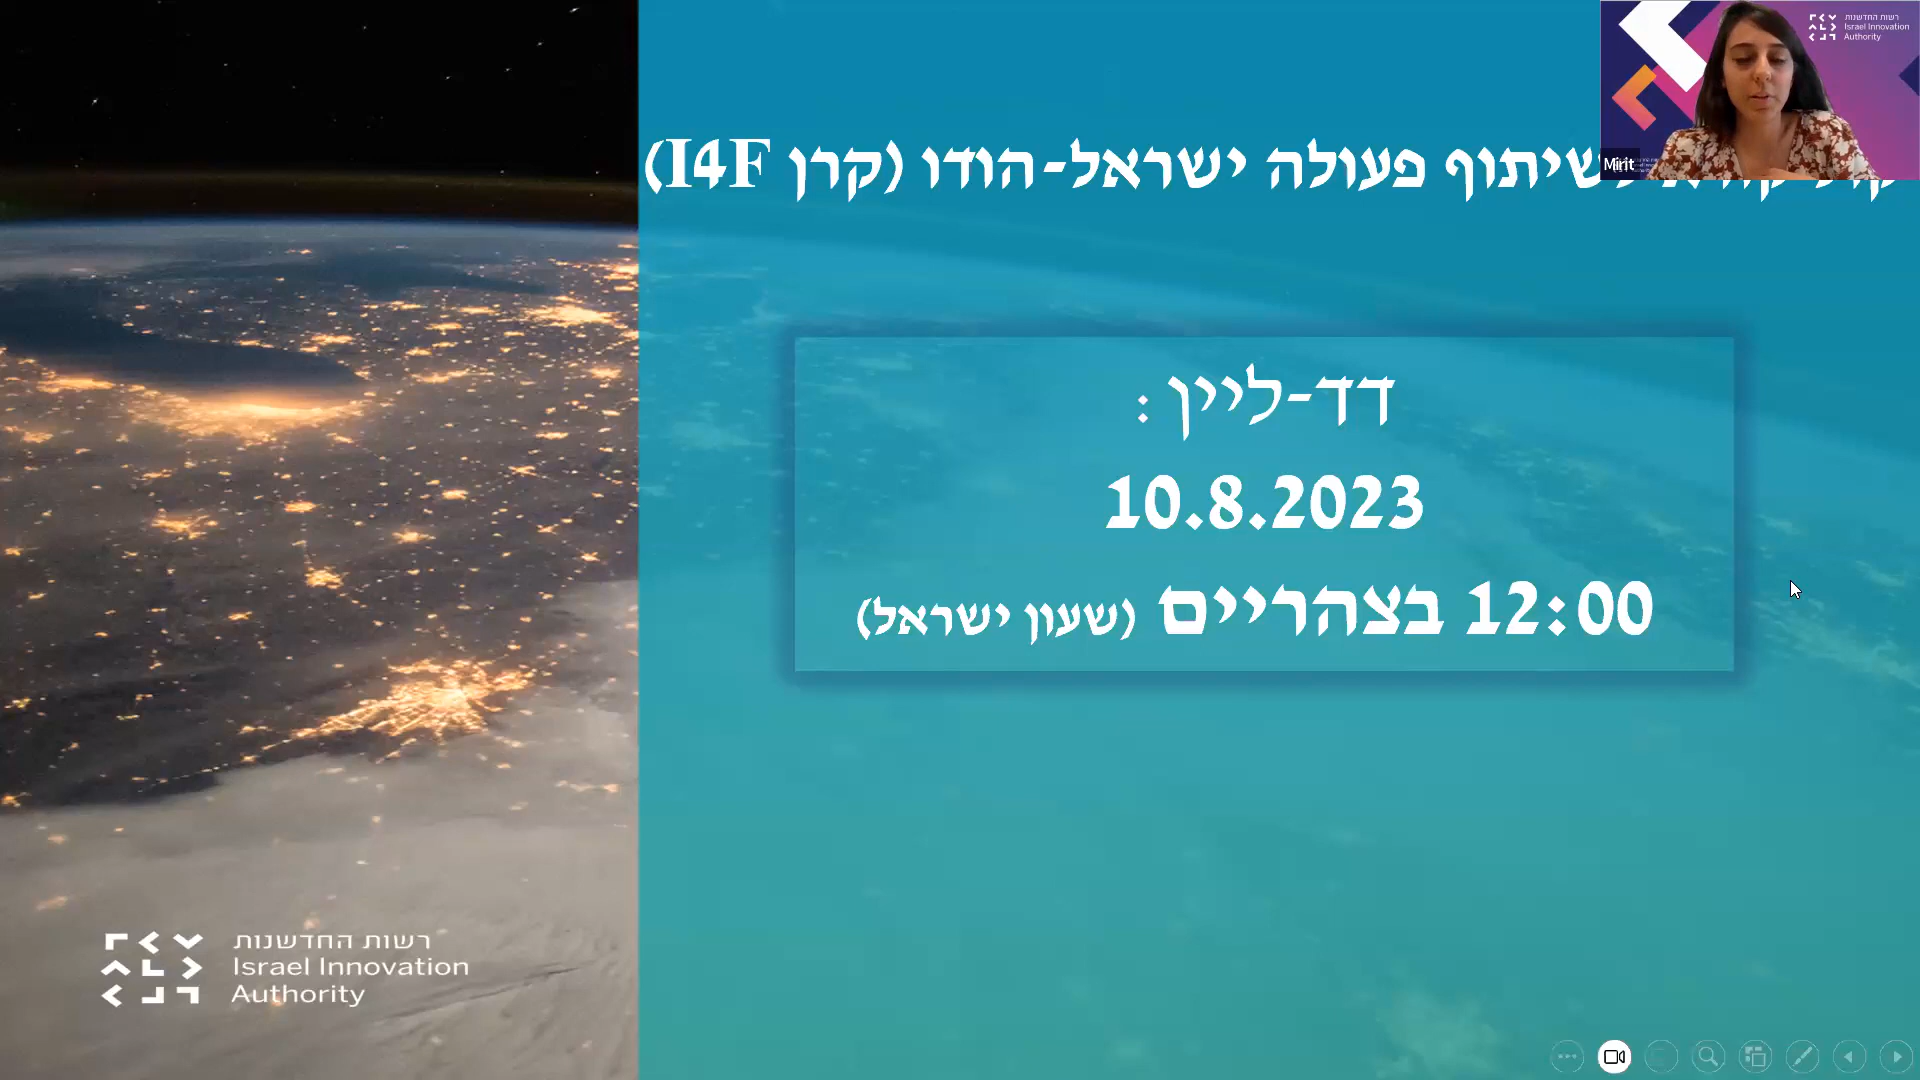 שיתוף פעולה ישראל-הודו (קרן I4F)
דד-ליין :
10.8.2023
12:00 בצהריים (שעון ישראל)
רשות החדשנות
Israel Innovation
Authority
רשות החדשנות
Israel Innovation
Authority
Mirit